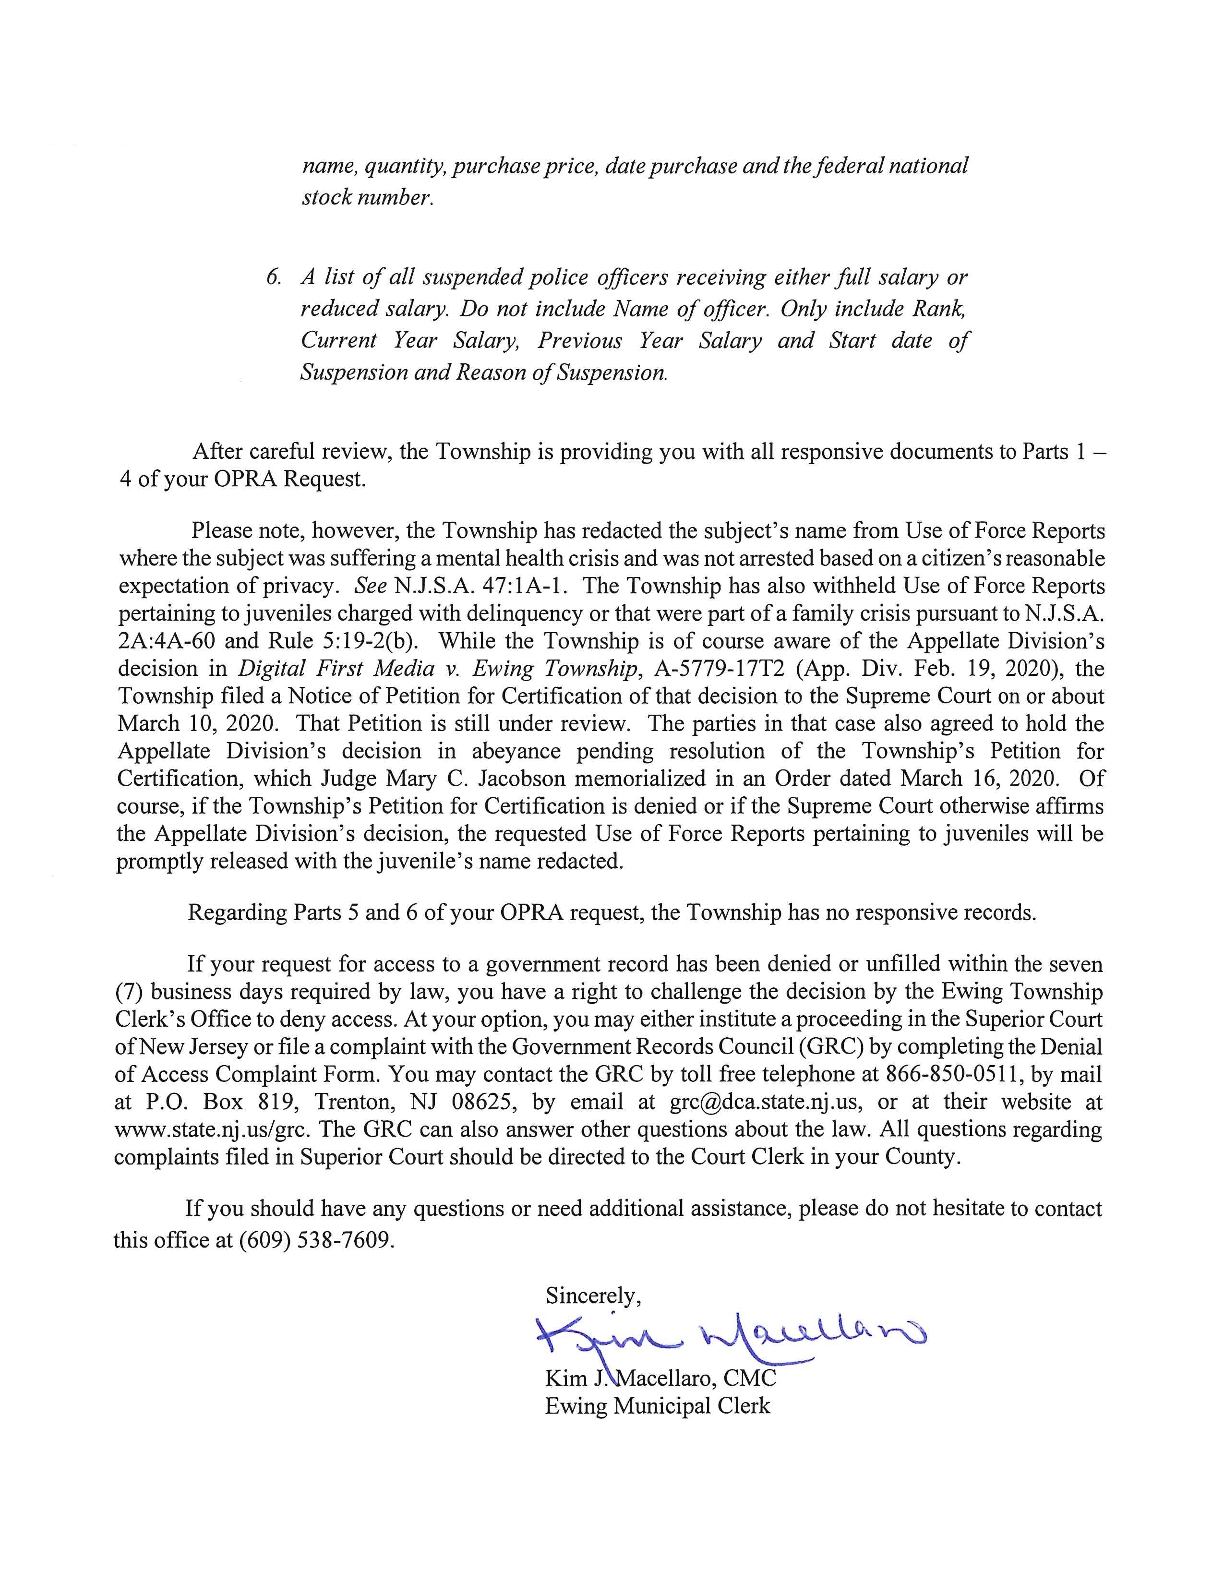 name, quantity, purchase price, date purchase and the federal national
stock number.
6. A list of all suspended police officers receiving either full salary or
reduced salary. Do not include Name of officer. Only include Rank,
Current Year Salary, Previous Year Salary and Start date of
Suspension and Reason of Suspension.
After careful review, the Township is providing you with all responsive documents to Parts 1 –
4 of your OPRA Request.
Please note, however, the Township has redacted the subject's name from Use of Force Reports
where the subject was suffering a mental health crisis and was not arrested based on a citizen's reasonable
expectation of privacy. See N.J.S.A. 47:1A-1. The Township has also withheld Use of Force Reports
pertaining to juveniles charged with delinquency or that were part of a family crisis pursuant to N.J.S.A.
2A:4A-60 and Rule 5:19-2(b). While the Township is of course aware of the Appellate Division's
decision in Digital First Media v. Ewing Township, A-5779-17T2 (App. Div. Feb. 19, 2020), the
Township filed a Notice of Petition for Certification of that decision to the Supreme Court on or about
March 10, 2020. That Petition is still under review. The parties in that case also agreed to hold the
Appellate Division's decision in abeyance pending resolution of the Township's Petition for
Certification, which Judge Mary C. Jacobson memorialized in an Order dated March 16, 2020. Of
course, if the Township's Petition for Certification is denied or if the Supreme Court otherwise affirms
the Appellate Division's decision, the requested Use of Force Reports pertaining to juveniles will be
promptly released with the juvenile's name redacted.
Regarding Parts 5 and 6 of your OPRA request, the Township has no responsive records.
If your request for access to a government record has been denied or unfilled within the seven
(7) business days required by law, you have a right to challenge the decision by the Ewing Township
Clerk's Office to deny access. At your option, you may either institute a proceeding in the Superior Court
of New Jersey or file a complaint with the Government Records Council (GRC) by completing the Denial
of Access Complaint Form. You may contact the GRC by toll free telephone at 866-850-0511, by mail
at P.O. Box 819, Trenton, NJ 08625, by email at grc@dca.state.nj.us, or at their website at
www.state.nj.us/grc. The GRC can also answer other questions about the law. All questions regarding
complaints filed in Superior Court should be directed to the Court Clerk in your County.
If you should have any questions or need additional assistance, please do not hesitate to contact
this office at (609) 538-7609.
Sincerely,
Kim Macellaro
Kim J. Macellaro, CMC
Ewing Municipal Clerk